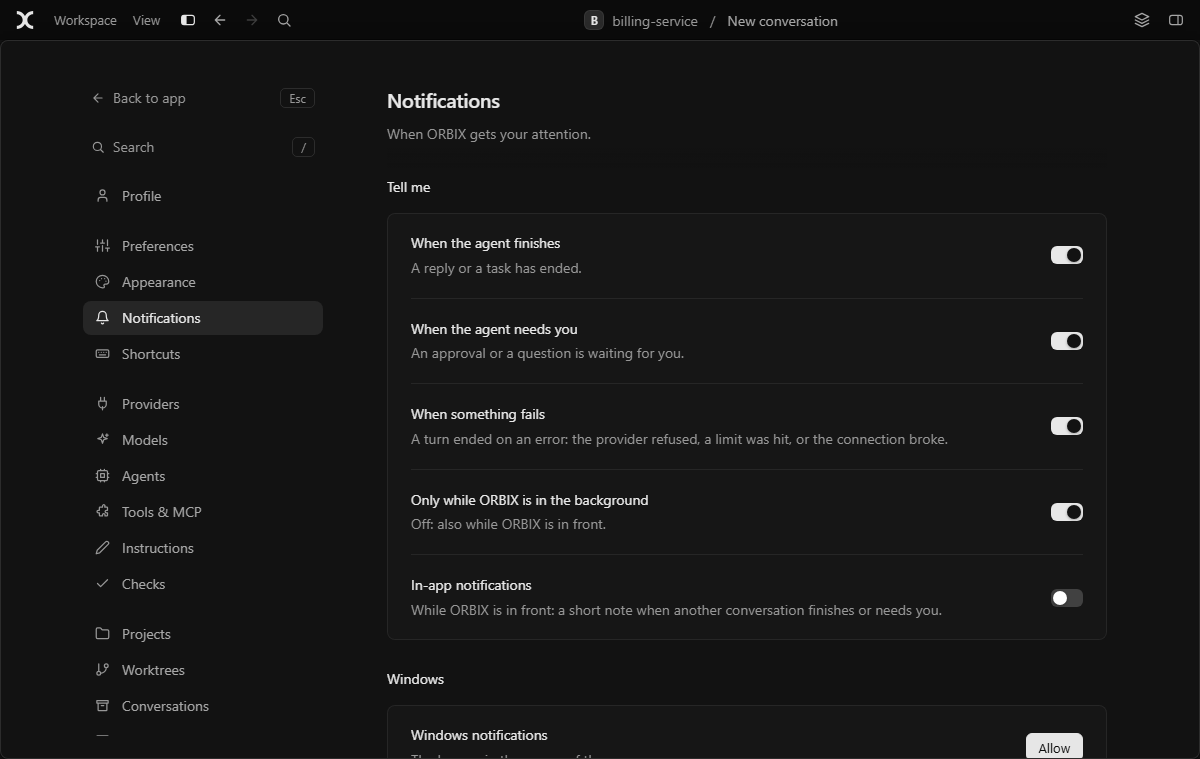 Workspace View
B billing-service / New conversation
Back to app Esc
Search /
Profile
Preferences
Appearance
Notifications
Shortcuts
Providers
Models
Agents
Tools & MCP
Instructions
Checks
Projects
Worktrees
Conversations
Notifications
When ORBIX gets your attention.
Tell me
When the agent finishes
A reply or a task has ended.
When the agent needs you
An approval or a question is waiting for you.
When something fails
A turn ended on an error: the provider refused, a limit was hit, or the connection broke.
Only while ORBIX is in the background
Off: also while ORBIX is in front.
In-app notifications
While ORBIX is in front: a short note when another conversation finishes or needs you.
Windows
Windows notifications
Allow